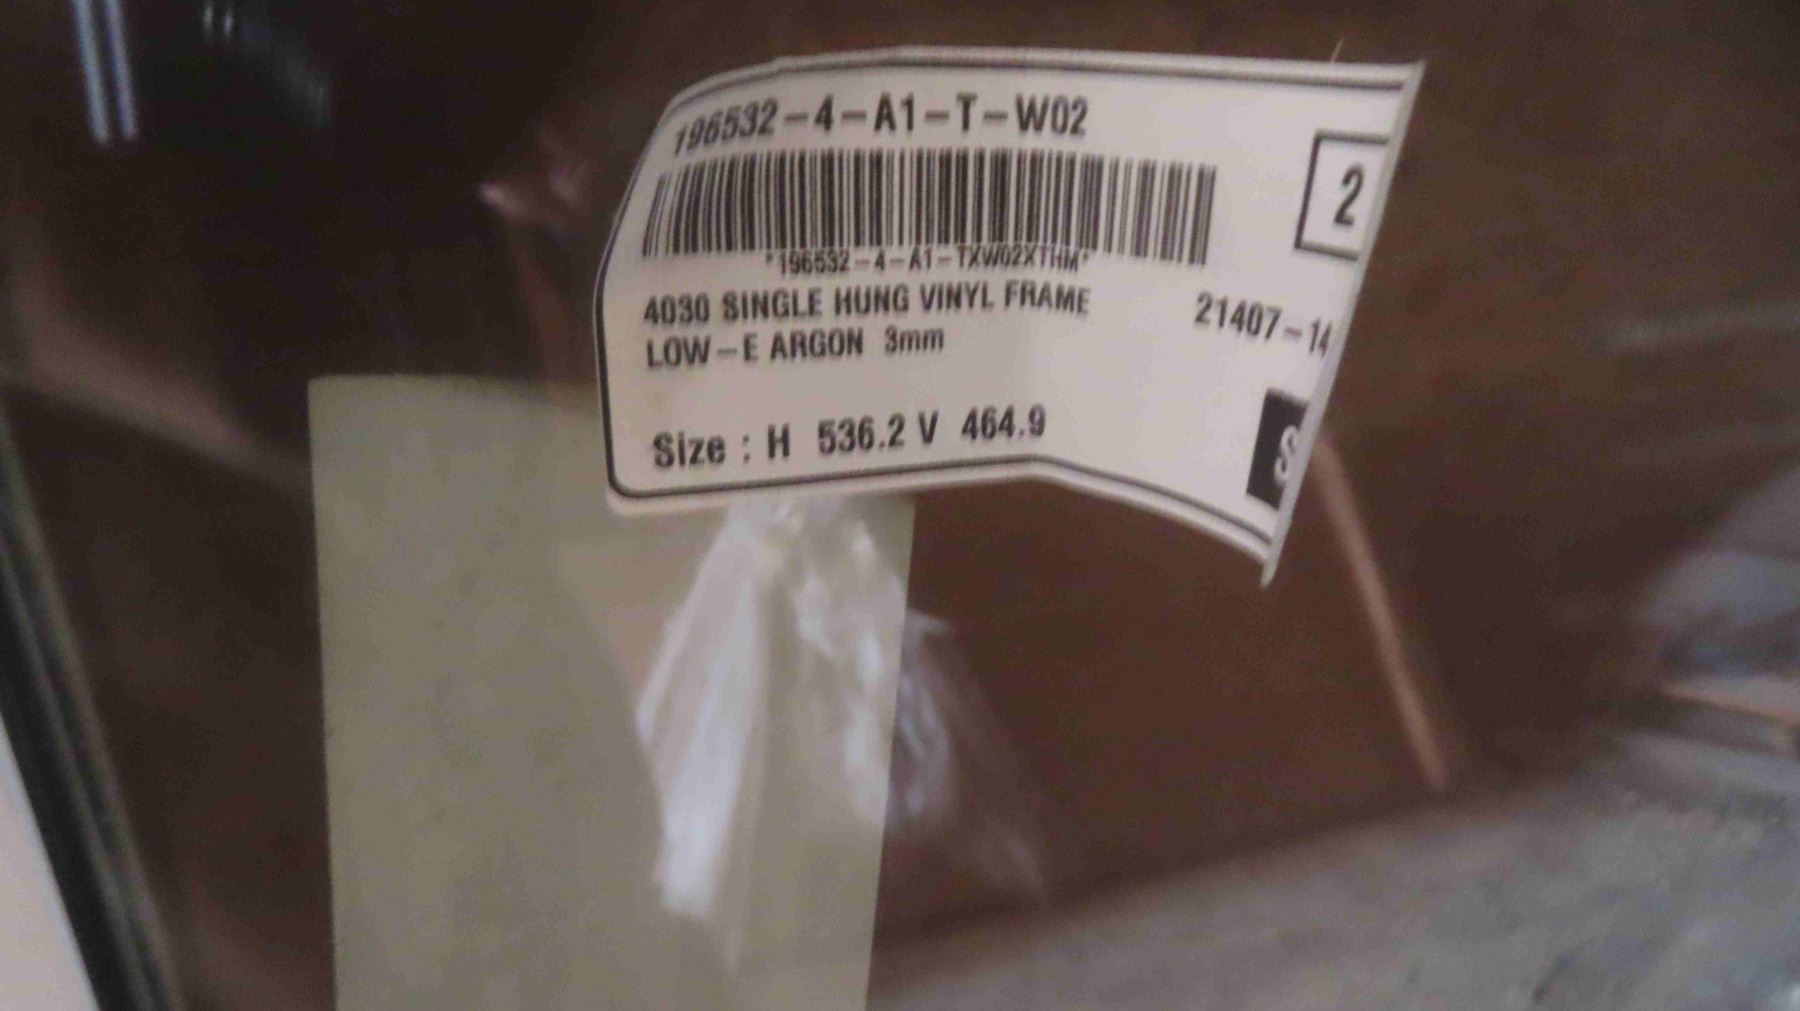 196532-4-A1-T-W02
2
*196532-4-A1-TXW02XTHM*
4030 SINGLE HUNG VINYL FRAME
21407-14
LOW-E ARGON 3mm
Size : H 536.2 V 464.9
S